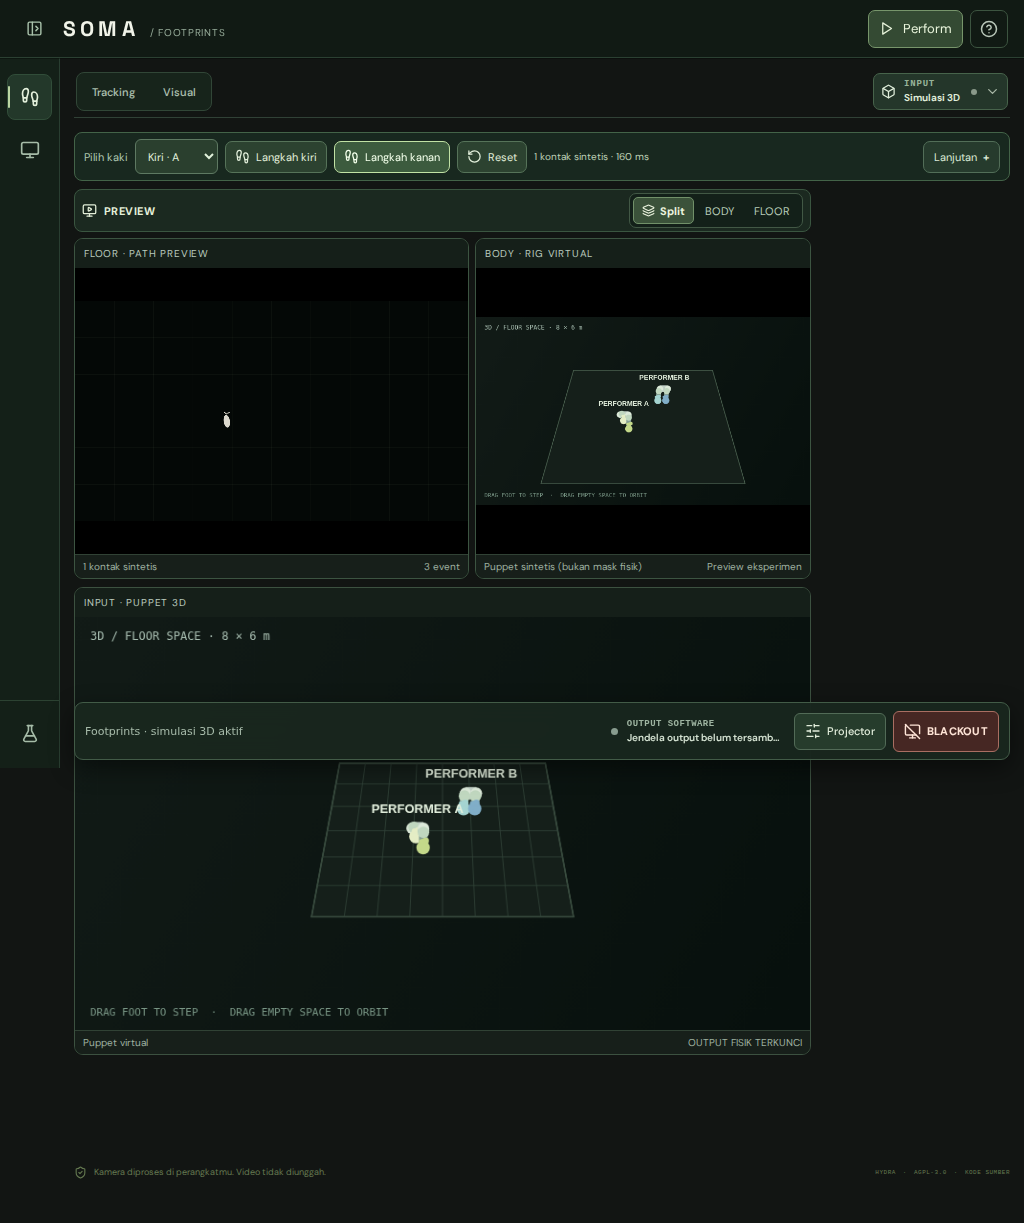 SOMA / FOOTPRINTS
Perform
Tracking
Visual
INPUT
Simulasi 3D
Pilih kaki
Kiri · A
Langkah kiri
Langkah kanan
Reset
1 kontak sintetis · 160 ms
Lanjutan +
PREVIEW
Split
BODY
FLOOR
FLOOR · PATH PREVIEW
BODY · RIG VIRTUAL
3D / FLOOR SPACE · 8 × 6 m
PERFORMER B
PERFORMER A
DRAG FOOT TO STEP · DRAG EMPTY SPACE TO ORBIT
1 kontak sintetis
3 event
Puppet sintetis (bukan mask fisik)
Preview eksperimen
INPUT · PUPPET 3D
3D / FLOOR SPACE · 8 × 6 m
Footprints · simulasi 3D aktif
OUTPUT SOFTWARE
Jendela output belum tersamb...
Projector
BLACKOUT
PERFORMER B
PERFORMER A
DRAG FOOT TO STEP · DRAG EMPTY SPACE TO ORBIT
Puppet virtual
OUTPUT FISIK TERKUNCI
Kamera diproses di perangkatmu. Video tidak diunggah.
HYDRA · AGPL-3.0 · KODE SUMBER